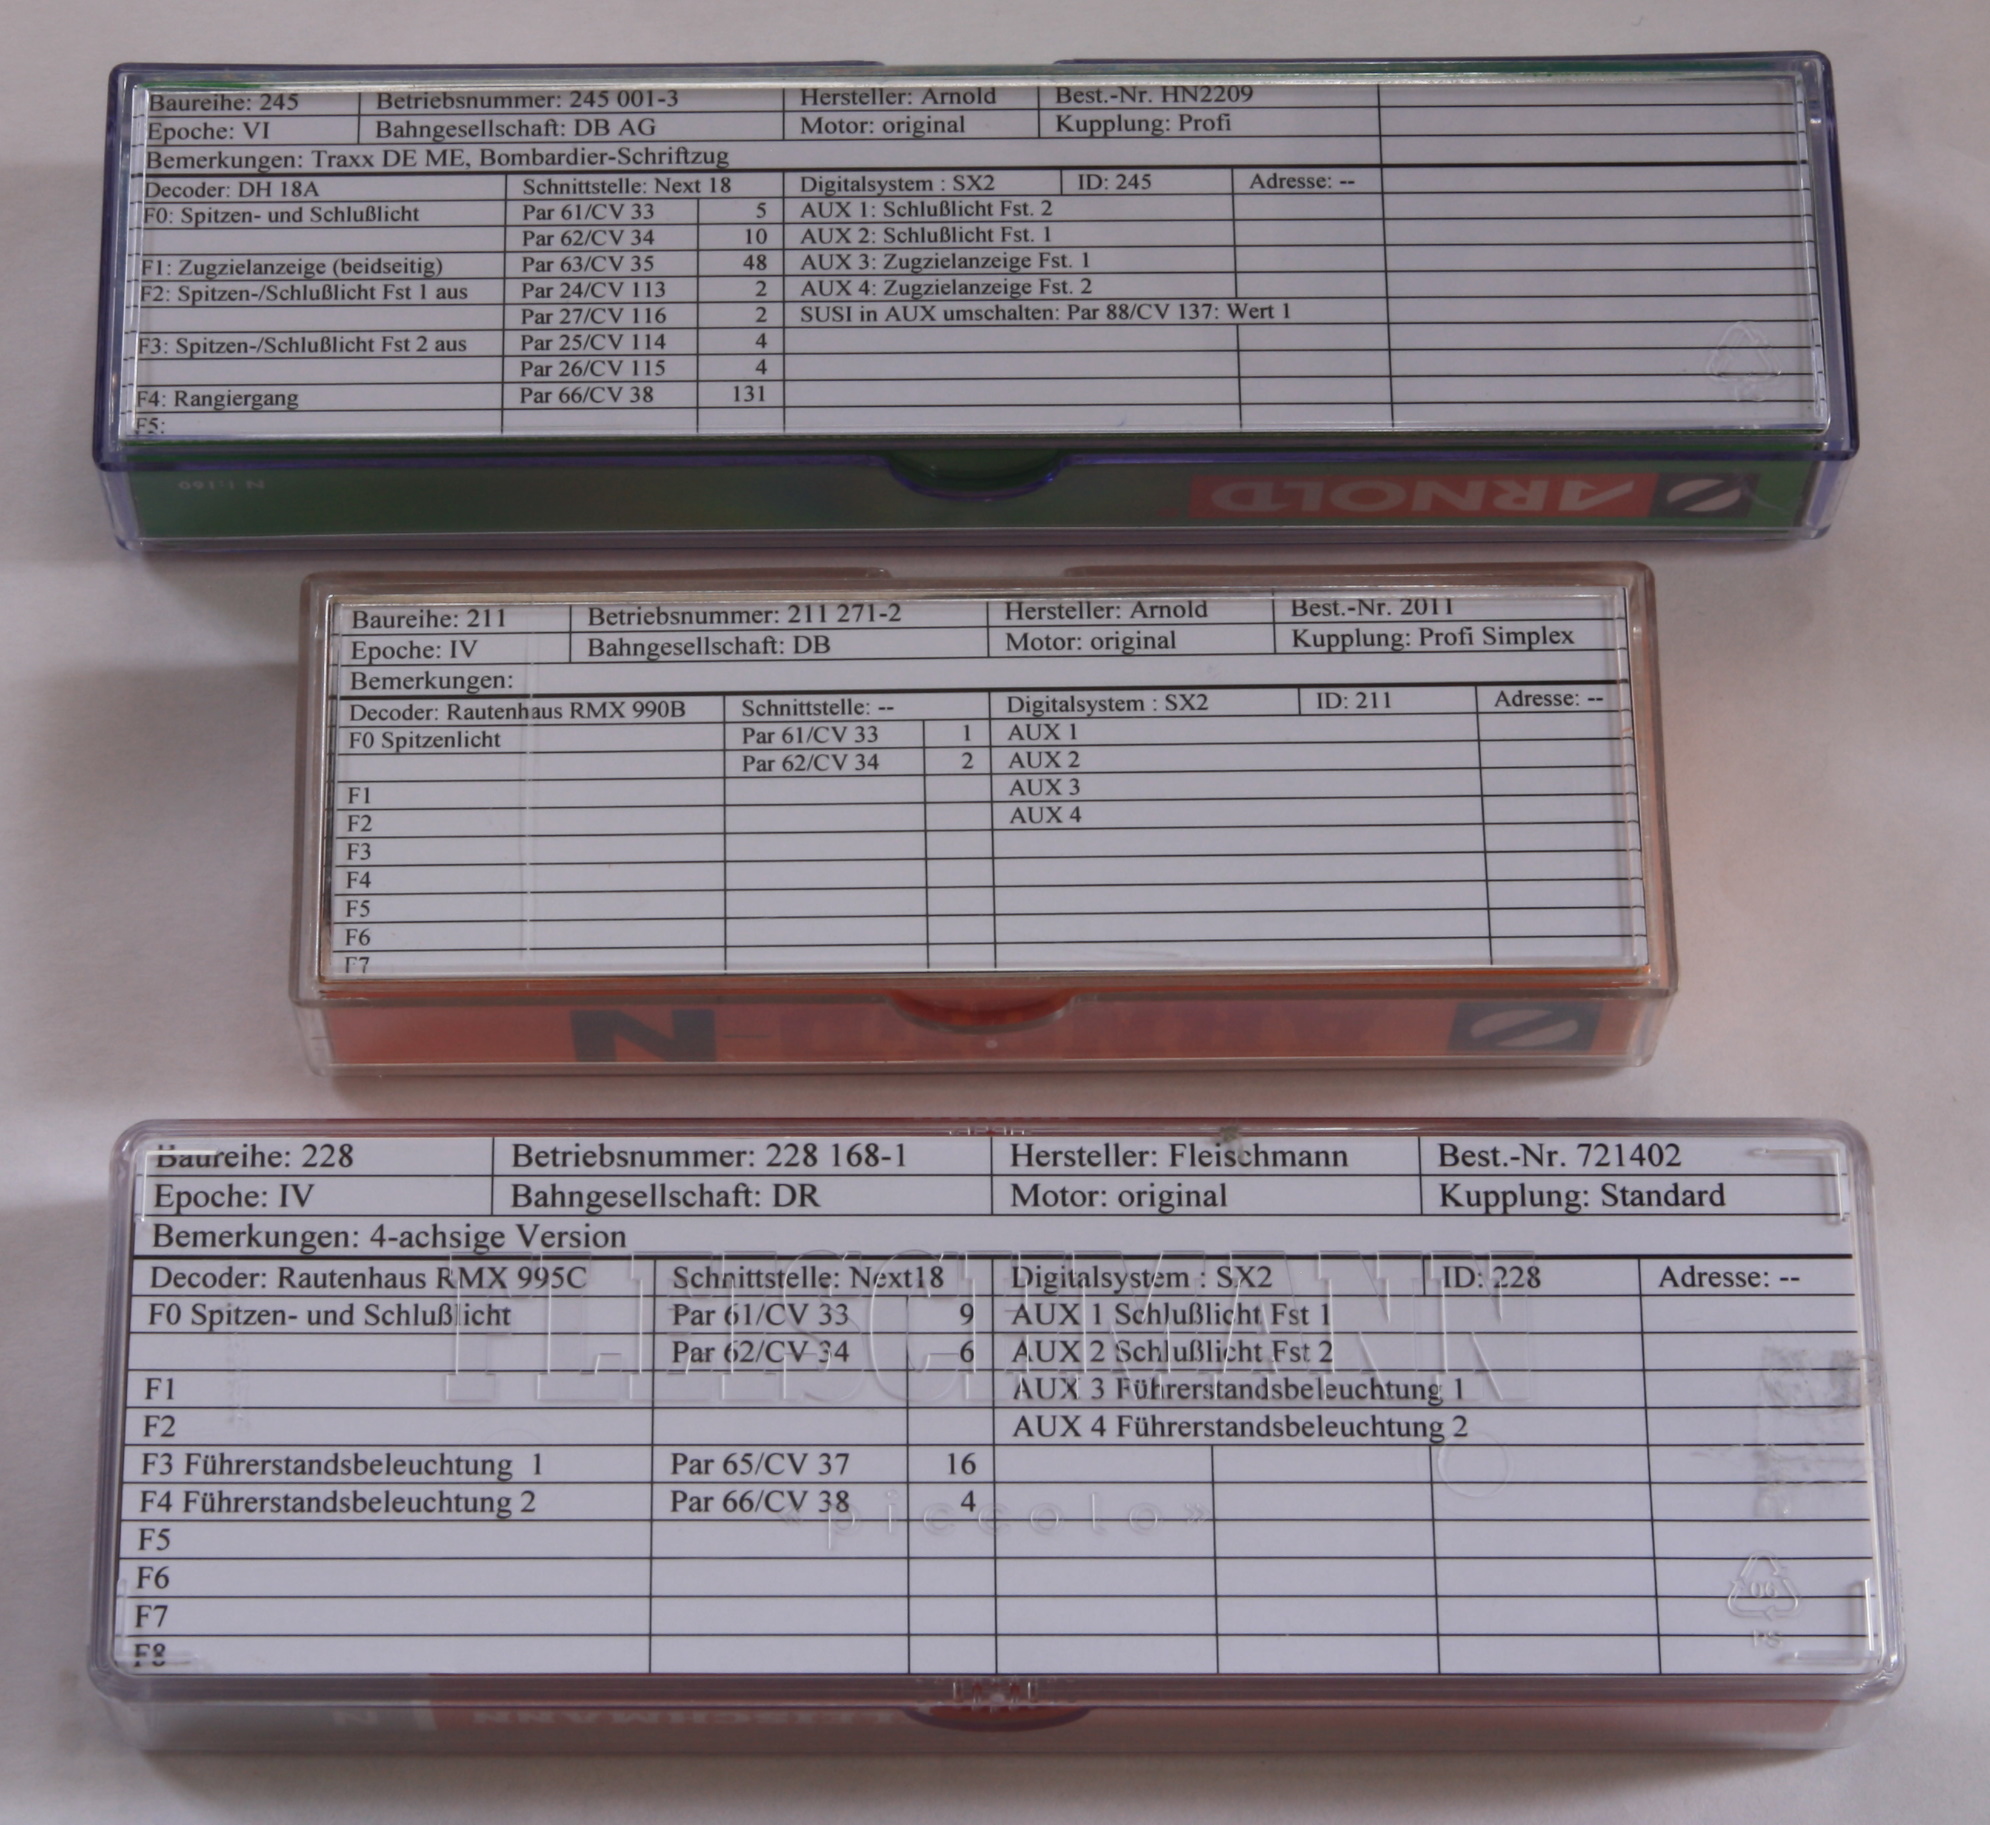 Baureihe: 245 Betriebsnummer: 245 001-3 Hersteller: Arnold Best.-Nr. HN2209
Epoche: VI Bahngesellschaft: DB AG Motor: original Kupplung: Profi
Bemerkungen: Traxx DE ME, Bombardier-Schriftzug
Decoder: DH 18A Schnittstelle: Next 18 Digitalsystem : SX2 ID: 245 Adresse: --
F0: Spitzen- und Schlußlicht Par 61/CV 33 5 AUX 1: Schlußlicht Fst. 2
Par 62/CV 34 10 AUX 2: Schlußlicht Fst. 1
F1: Zugzielanzeige (beidseitig) Par 63/CV 35 48 AUX 3: Zugzielanzeige Fst. 1
F2: Spitzen-/Schlußlicht Fst 1 aus Par 24/CV 113 2 AUX 4: Zugzielanzeige Fst. 2
Par 27/CV 116 2 SUSI in AUX umschalten: Par 88/CV 137: Wert 1
F3: Spitzen-/Schlußlicht Fst 2 aus Par 25/CV 114 4
Par 26/CV 115 4
F4: Rangiergang Par 66/CV 38 131
F5:
N 1:160 ARNOLD
Baureihe: 211 Betriebsnummer: 211 271-2 Hersteller: Arnold Best.-Nr. 2011
Epoche: IV Bahngesellschaft: DB Motor: original Kupplung: Profi Simplex
Bemerkungen:
Decoder: Rautenhaus RMX 990B Schnittstelle: -- Digitalsystem : SX2 ID: 211 Adresse: --
F0 Spitzenlicht Par 61/CV 33 1 AUX 1
Par 62/CV 34 2 AUX 2
F1 AUX 3
F2 AUX 4
F3
F4
F5
F6
F7
ARNOLD-N
Baureihe: 228 Betriebsnummer: 228 168-1 Hersteller: Fleischmann Best.-Nr. 721402
Epoche: IV Bahngesellschaft: DR Motor: original Kupplung: Standard
Bemerkungen: 4-achsige Version
Decoder: Rautenhaus RMX 995C Schnittstelle: Next18 Digitalsystem : SX2 ID: 228 Adresse: --
F0 Spitzen- und Schlußlicht Par 61/CV 33 9 AUX 1 Schlußlicht Fst 1
Par 62/CV 34 6 AUX 2 Schlußlicht Fst 2
FLEISCHMANN
F1 AUX 3 Führerstandsbeleuchtung 1
F2 AUX 4 Führerstandsbeleuchtung 2
F3 Führerstandsbeleuchtung 1 Par 65/CV 37 16
F4 Führerstandsbeleuchtung 2 Par 66/CV 38 4
«piccolo»
F5
F6
06
F7
PS
F8
N FLEISCHMANN